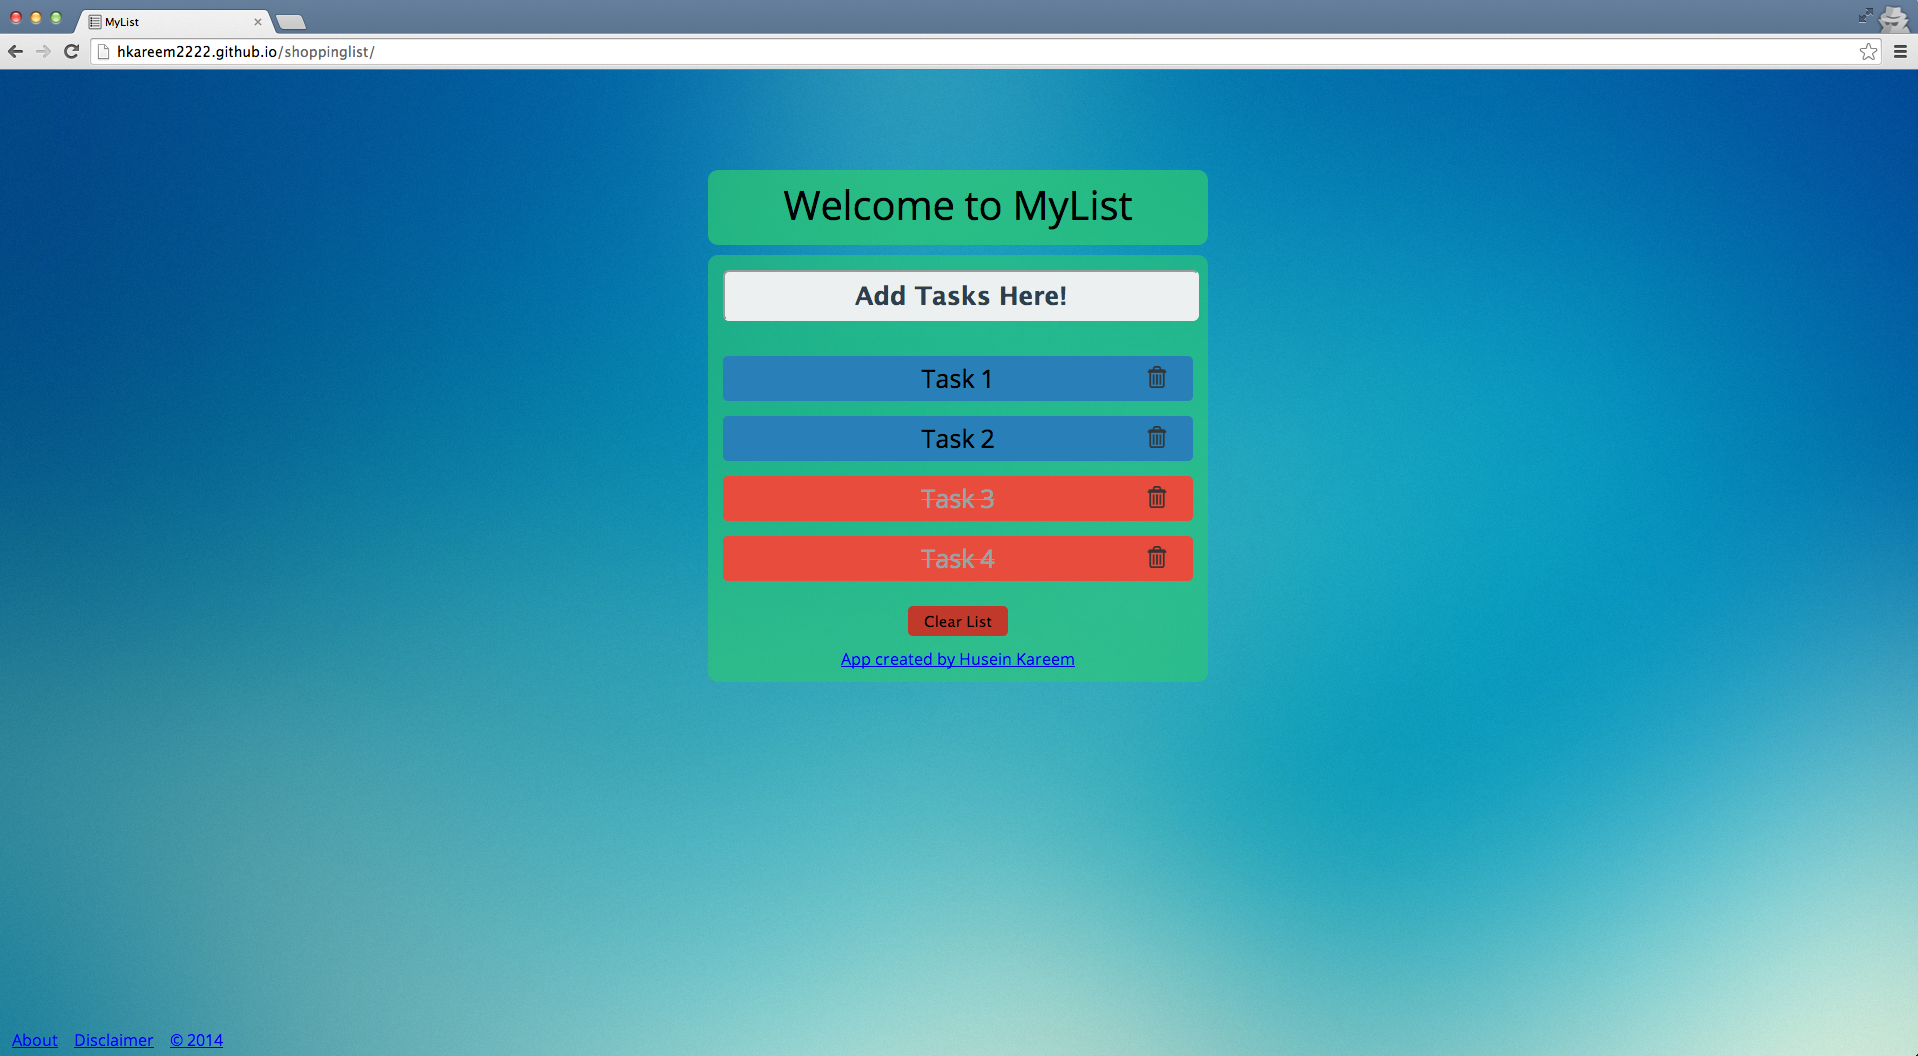 MyList
hkareem2222.github.io/shoppinglist/
Welcome to MyList
Add Tasks Here!
Task 1
Task 2
Task 3
Task 4
Clear List
App created by Husein Kareem
About Disclaimer © 2014